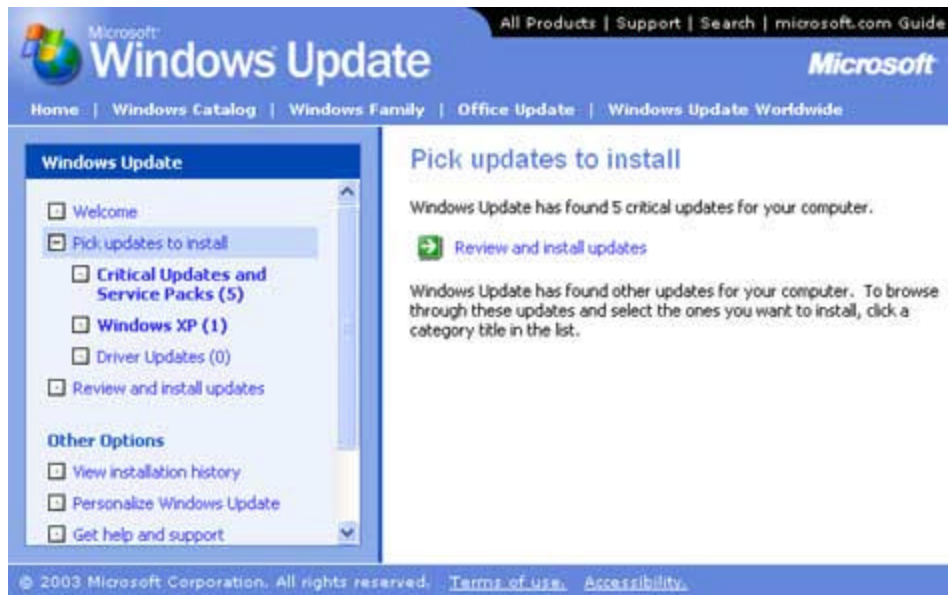 All Products | Support | Search | microsoft.com Guide
Microsoft
Windows Update
Microsoft
Home | Windows Catalog | Windows Family | Office Update | Windows Update Worldwide
Windows Update
Welcome
Pick updates to install
Critical Updates and
Service Packs (5)
Windows XP (1)
Driver Updates (0)
Review and install updates
Other Options
View installation history
Personalize Windows Update
Get help and support
Pick updates to install
Windows Update has found 5 critical updates for your computer.
Review and install updates
Windows Update has found other updates for your computer. To browse
through these updates and select the ones you want to install, click a
category title in the list.
© 2003 Microsoft Corporation. All rights reserved. Terms of use. Accessibility.